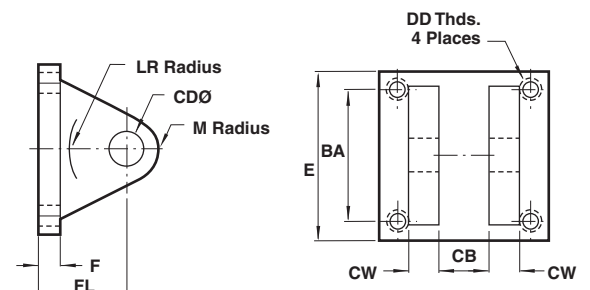 LR Radius
CDØ
M Radius
F
FL
DD Thds.
4 Places
BA
E
CB
CW
CW